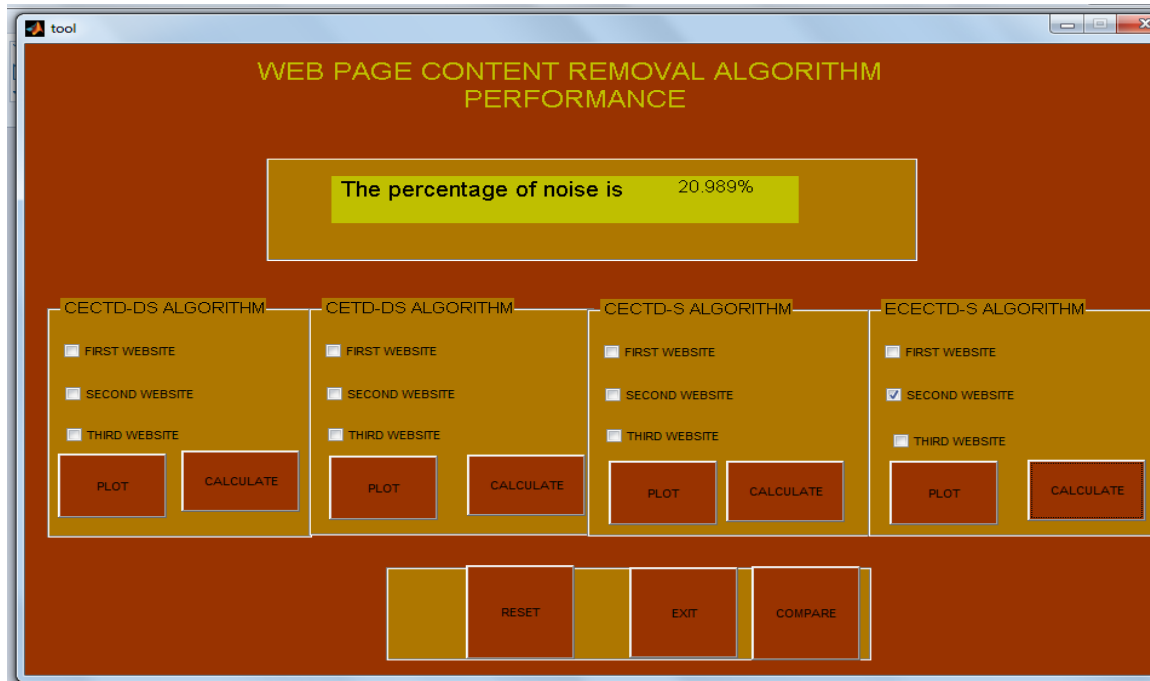 tool
WEB PAGE CONTENT REMOVAL ALGORITHM
PERFORMANCE
The percentage of noise is 20.989%
CECTD-DS ALGORITHM
FIRST WEBSITE
SECOND WEBSITE
THIRD WEBSITE
PLOT CALCULATE
CETD-DS ALGORITHM
FIRST WEBSITE
SECOND WEBSITE
THIRD WEBSITE
PLOT CALCULATE
CECTD-S ALGORITHM
FIRST WEBSITE
SECOND WEBSITE
THIRD WEBSITE
PLOT CALCULATE
ECECTD-S ALGORITHM
FIRST WEBSITE
SECOND WEBSITE
THIRD WEBSITE
PLOT CALCULATE
RESET EXIT COMPARE